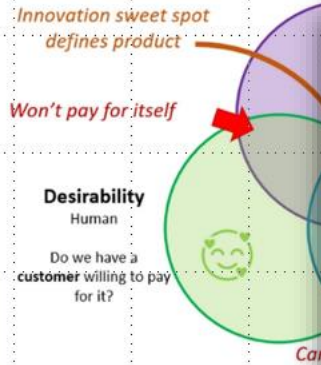 Innovation sweet spot
defines product
Won't pay for itself
Desirability
Human
Do we have a
customer willing to pay
for it?